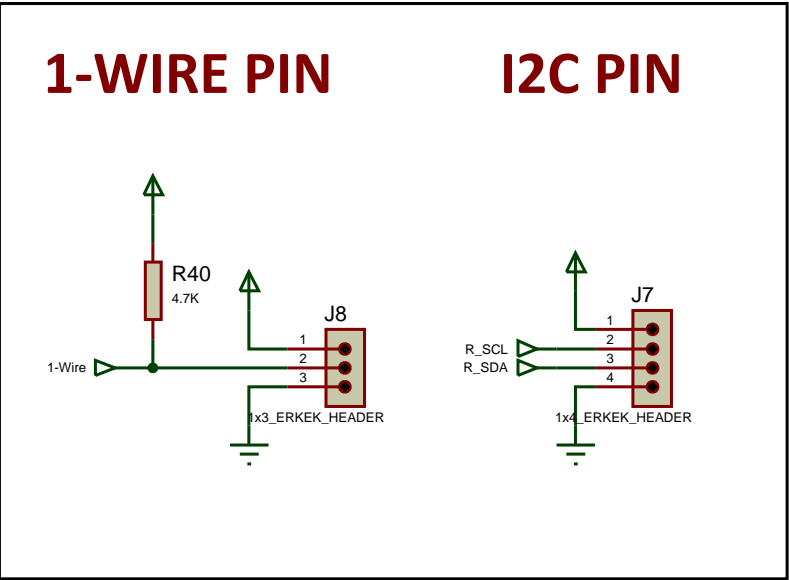 1-WIRE PIN
I2C PIN
R40
4.7K
J8
1
2
3
1-Wire
1x3_ERKEK_HEADER
J7
1
2
3
4
R_SCL
R_SDA
1x4_ERKEK_HEADER